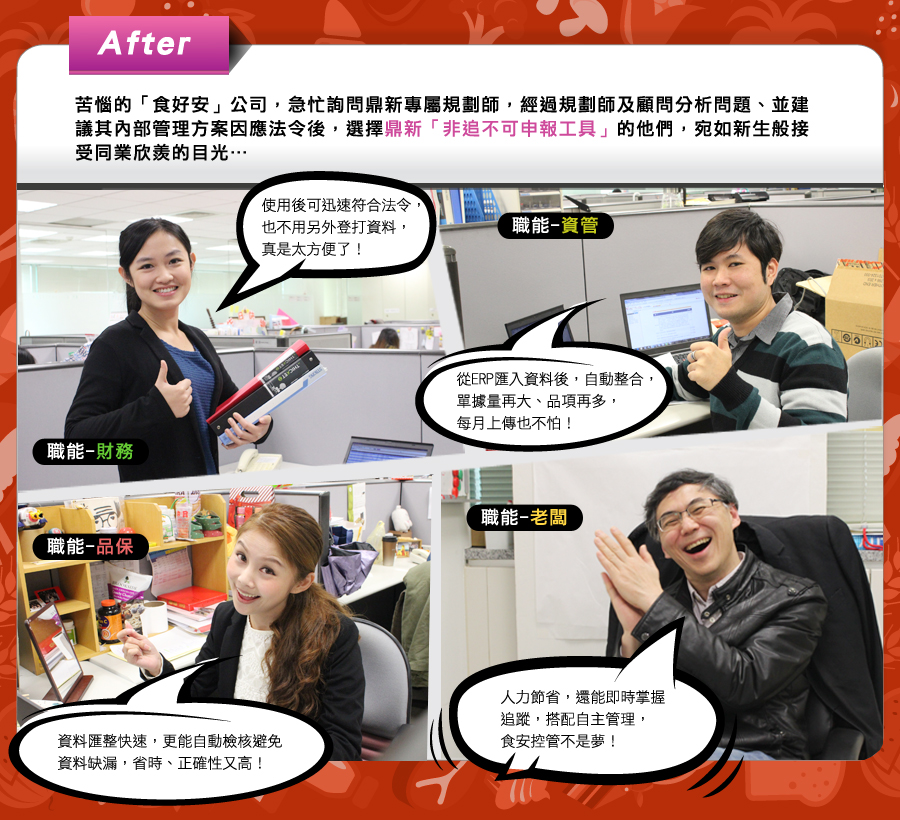 After
苦惱的「食好安」公司，急忙詢問鼎新專屬規劃師，經過規劃師及顧問分析問題、並建
議其內部管理方案因應法令後，選擇鼎新「非追不可申報工具」的他們，宛如新生般接
受同業欣羨的目光…
使用後可迅速符合法令，
也不用另外登打資料，
真是太方便了！
職能-財務
職能-資管
從ERP匯入資料後，自動整合，
單據量再大、品項再多，
每月上傳也不怕！
職能-品保
資料匯整快速，更能自動檢核避免
資料缺漏，省時、正確性又高！
職能-老闆
人力節省，還能即時掌握
追蹤，搭配自主管理，
食安控管不是夢！